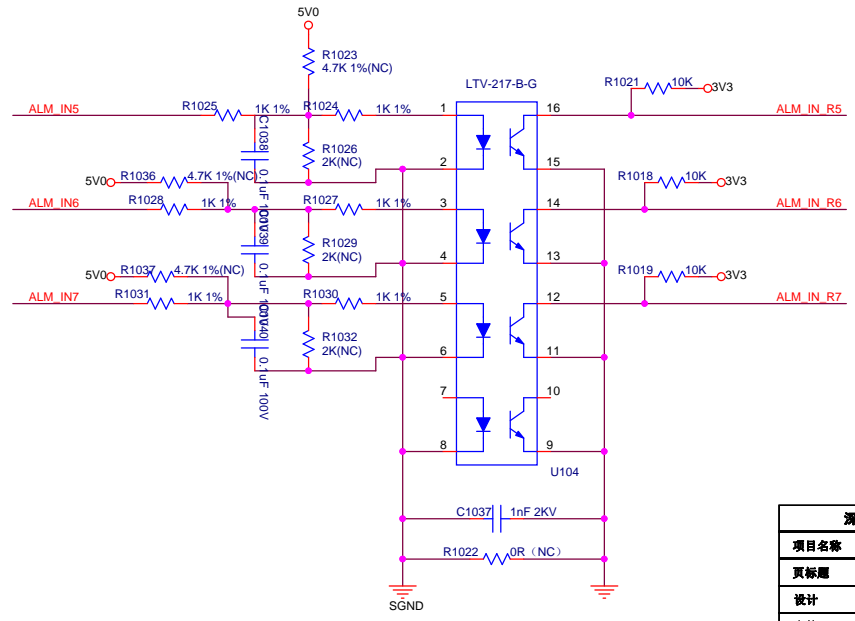 5V0
R1023
4.7K 1%(NC)
LTV-217-B-G
R1021
10K
3V3
ALM_IN5
R1025
1K 1%
R1024
1K 1%
1
16
ALM_IN_R5
C1038
0.1uF 100V
R1026
2K(NC)
2
15
5V0
R1036
4.7K 1%(NC)
R1018
10K
3V3
ALM_IN6
R1028
1K 1%
R1027
1K 1%
3
14
ALM_IN_R6
C1039
0.1uF 100V
R1029
2K(NC)
4
13
5V0
R1037
4.7K 1%(NC)
R1019
10K
3V3
ALM_IN7
R1031
1K 1%
R1030
1K 1%
5
12
ALM_IN_R7
C1040
0.1uF 100V
R1032
2K(NC)
6
11
7
10
8
9
U104
C1037
1nF 2KV
R1022
0R（NC）
SGND
项目名称
页标题
设计